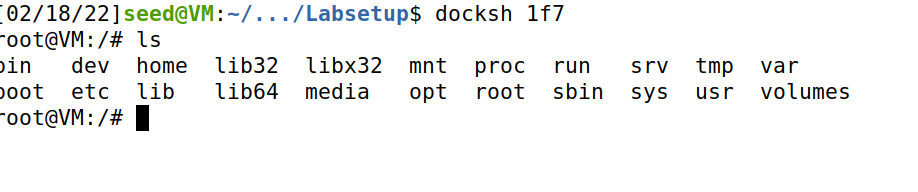 [02/18/22]seed@VM:~/.../Labsetup$ docksh 1f7
root@VM:/# ls
bin dev home lib32 libx32 mnt proc run srv tmp var
boot etc lib lib64 media opt root sbin sys usr volumes
root@VM:/#